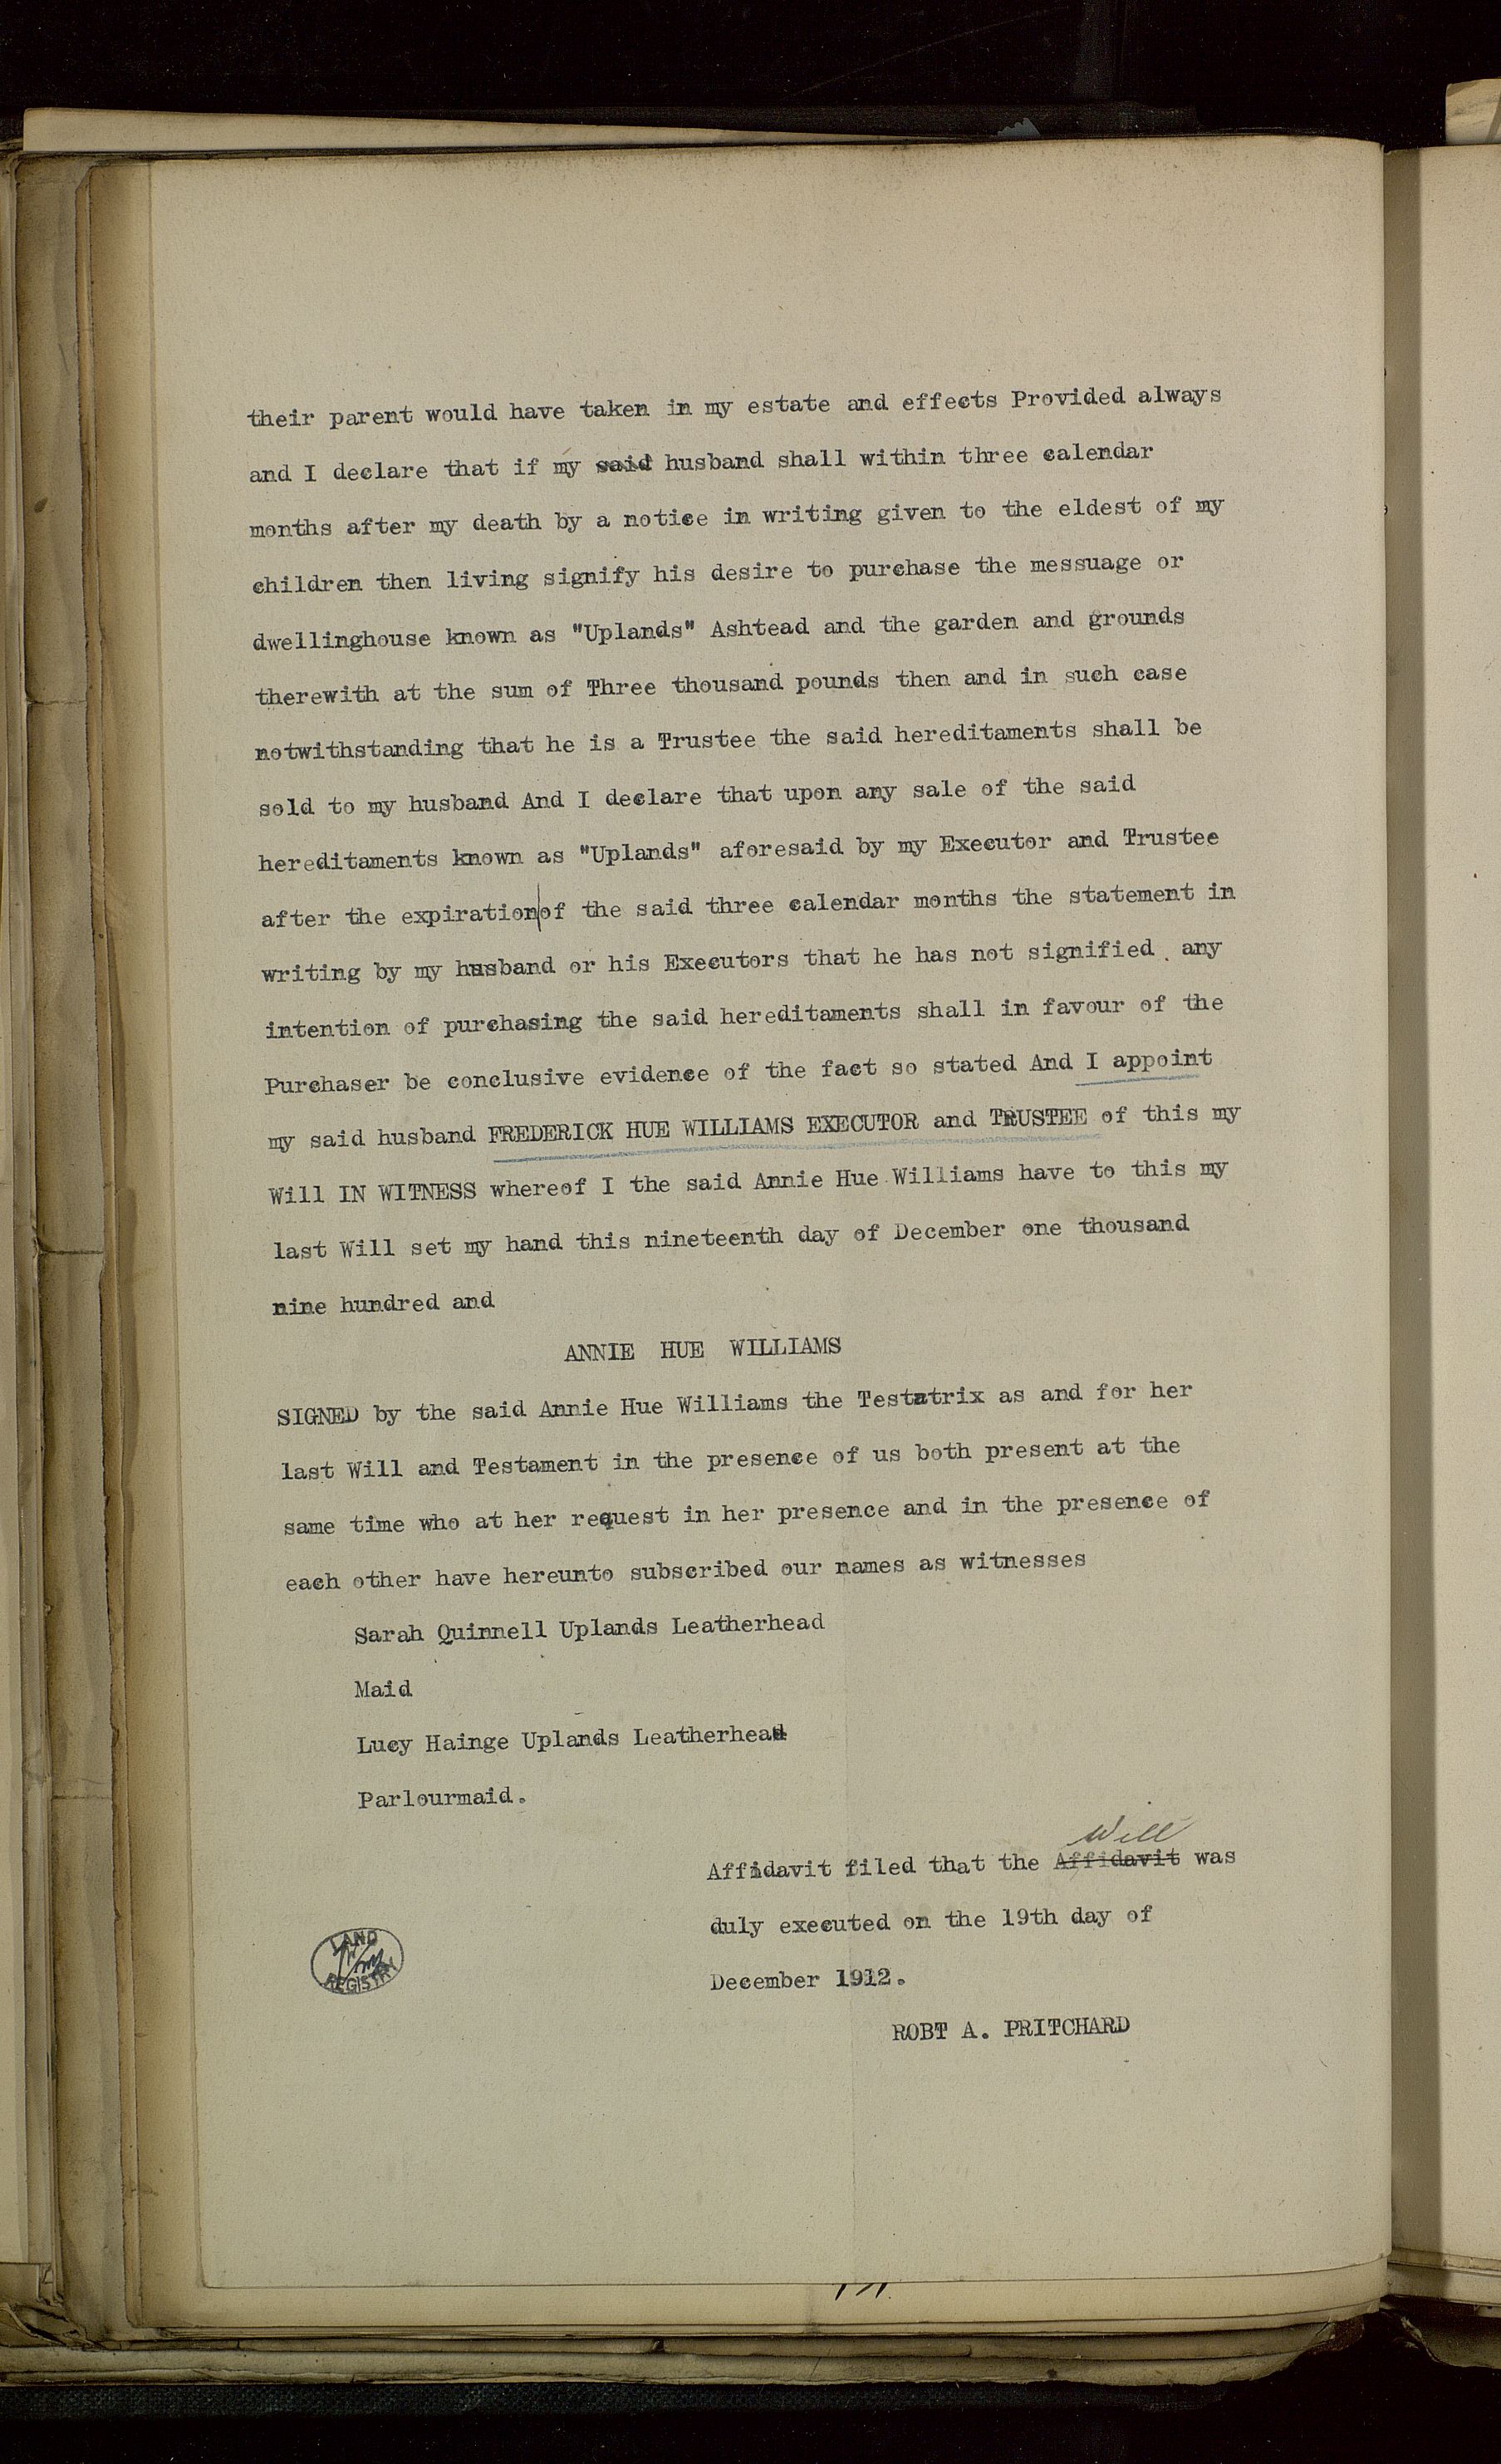 their parent would have taken in my estate and effects Provided always
and I declare that if my said husband shall within three calendar
months after my death by a notice in writing given to the eldest of my
children then living signify his desire to purchase the messuage or
dwellinghouse known as "Uplands" Ashtead and the garden and grounds
therewith at the sum of Three thousand pounds then and in such case
notwithstanding that he is a Trustee the said hereditaments shall be
sold to my husband And I declare that upon any sale of the said
hereditaments known as "Uplands" aforesaid by my Executor and Trustee
after the expiration|of the said three calendar months the statement in
writing by my husband or his Executors that he has not signified . any
intention of purchasing the said hereditaments shall in favour of the
Purchaser be conclusive evidence of the fact so stated And I appoint
my said husband FREDERICK HUE WILLIAMS EXECUTOR and TRUSTEE of this my
Will IN WITNESS whereof I the said Annie Hue Williams have to this my
last Will set my hand this nineteenth day of December one thousand
nine hundred and
ANNIE HUE WILLIAMS
SIGNED by the said Annie Hue Williams the Testatrix as and for her
last Will and Testament in the presence of us both present at the
same time who at her request in her presence and in the presence of
each other have hereunto subscribed our names as witnesses
Sarah Quinnell Uplands Leatherhead
Maid
Lucy Hainge Uplands Leatherhead
Parlourmaid.
Will
Affidavit filed that the Affidavit was
duly executed on the 19th day of
December 1912.
ROBT A. PRITCHARD
LAND
REGISTRY